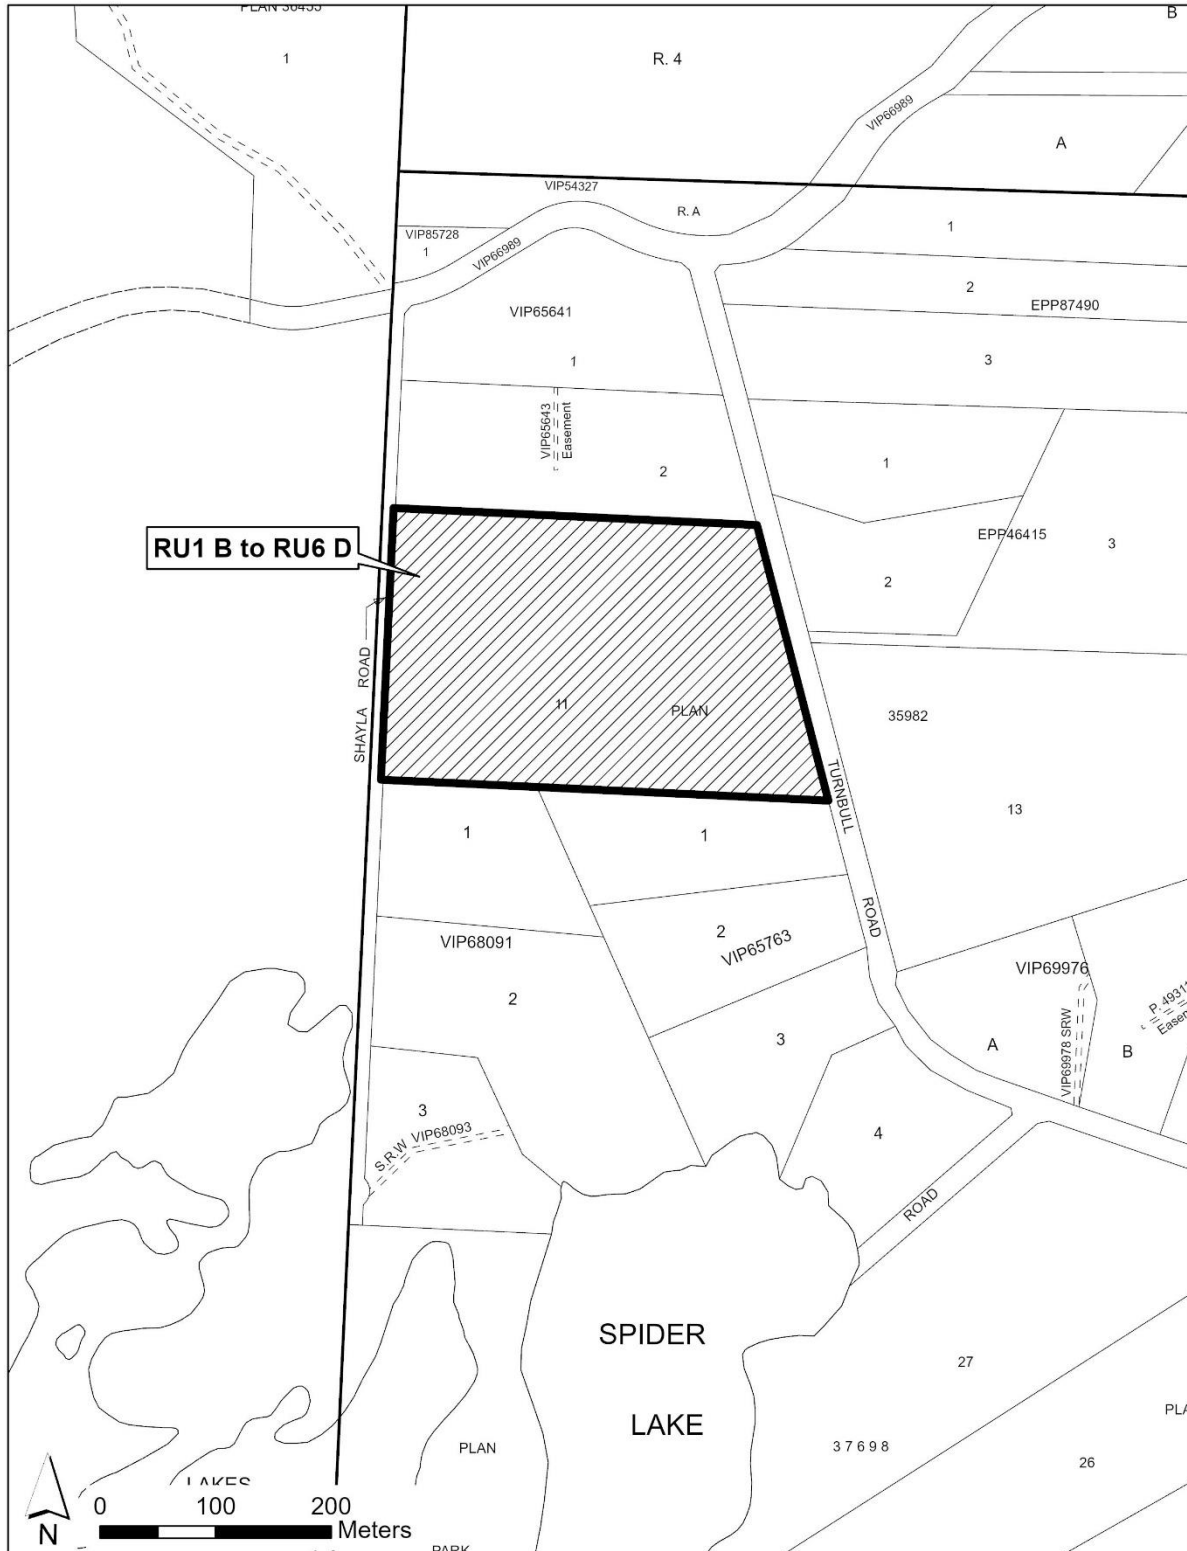 PLAN 36455
B
1
R. 4
VIP66989
A
VIP54327
R. A
VIP85728
1
VIP66989
1
2
EPP87490
VIP65641
1
3
VIP65643
Easement
2
1
EPP46415
3
2
RU1 B to RU6 D
SHAYLA ROAD
11
PLAN
35982
13
TURNBULL
ROAD
1
1
2
VIP65763
VIP68091
2
VIP69976
3
A
B
VIP69978 SRW
3
S.R.W VIP68093
4
ROAD
SPIDER
LAKE
27
37698
26
PLAN
LAKES
PARK
0 100 200
Meters
N